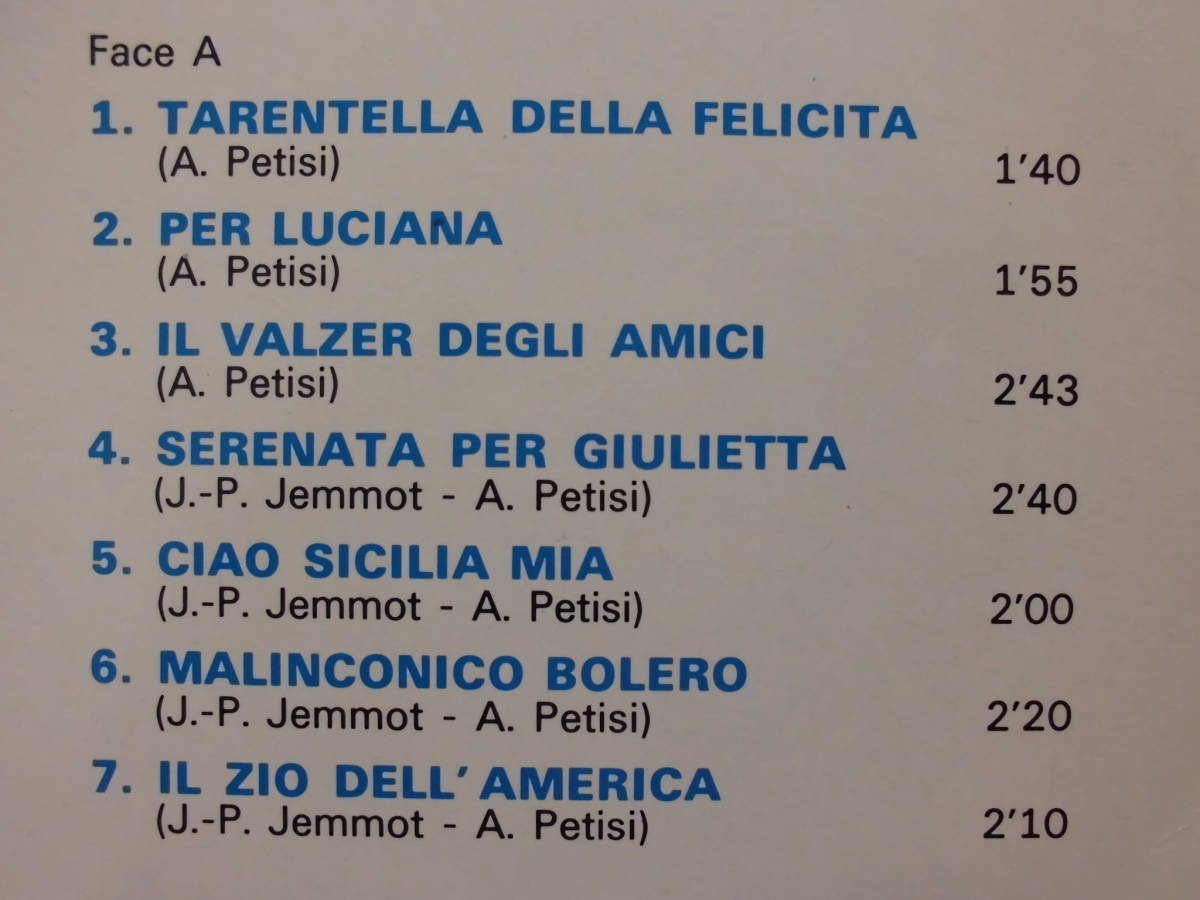 Face A
1. TARENTELLA DELLA FELICITA
(A. Petisi) 1'40
2. PER LUCIANA
(A. Petisi) 1'55
3. IL VALZER DEGLI AMICI
(A. Petisi) 2'43
4. SERENATA PER GIULIETTA
(J.-P. Jemmot - A. Petisi) 2'40
5. CIAO SICILIA MIA
(J.-P. Jemmot - A. Petisi) 2'00
6. MALINCONICO BOLERO
(J.-P. Jemmot - A. Petisi) 2'20
7. IL ZIO DELL'AMERICA
(J.-P. Jemmot - A. Petisi) 2'10